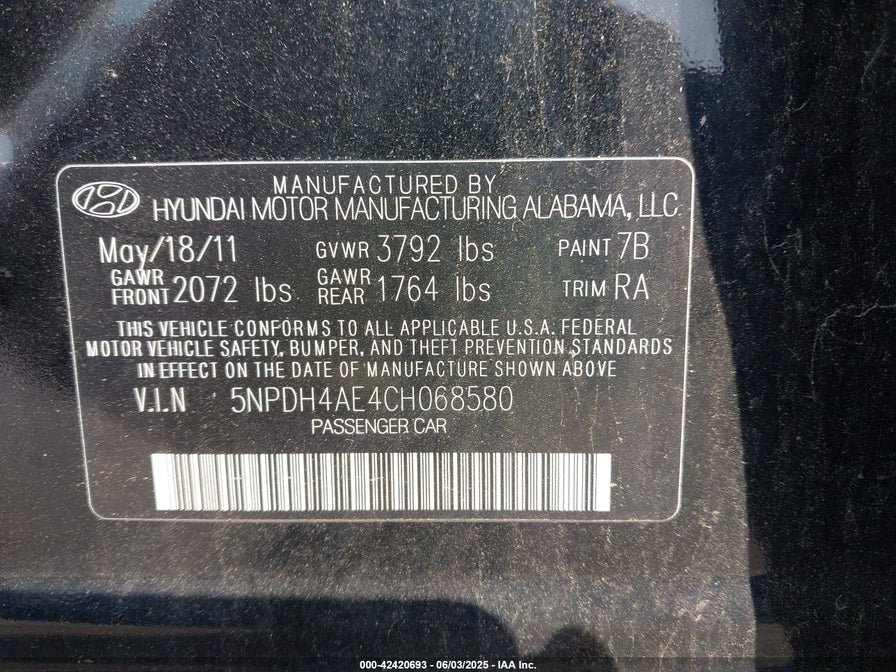 MANUFACTURED BY
HYUNDAI MOTOR MANUFACTURING ALABAMA, LLC
May/18/11 GVWR 3792 lbs PAINT 7B
GAWR FRONT 2072 lbs GAWR REAR 1764 lbs TRIM RA
THIS VEHICLE CONFORMS TO ALL APPLICABLE U.S.A. FEDERAL
MOTOR VEHICLE SAFETY, BUMPER, AND THEFT PREVENTION STANDARDS
IN EFFECT ON THE DATE OF MANUFACTURE SHOWN ABOVE
V.I.N 5NPDH4AE4CH068580
PASSENGER CAR
000-42420693 - 06/03/2025 - IAA Inc.